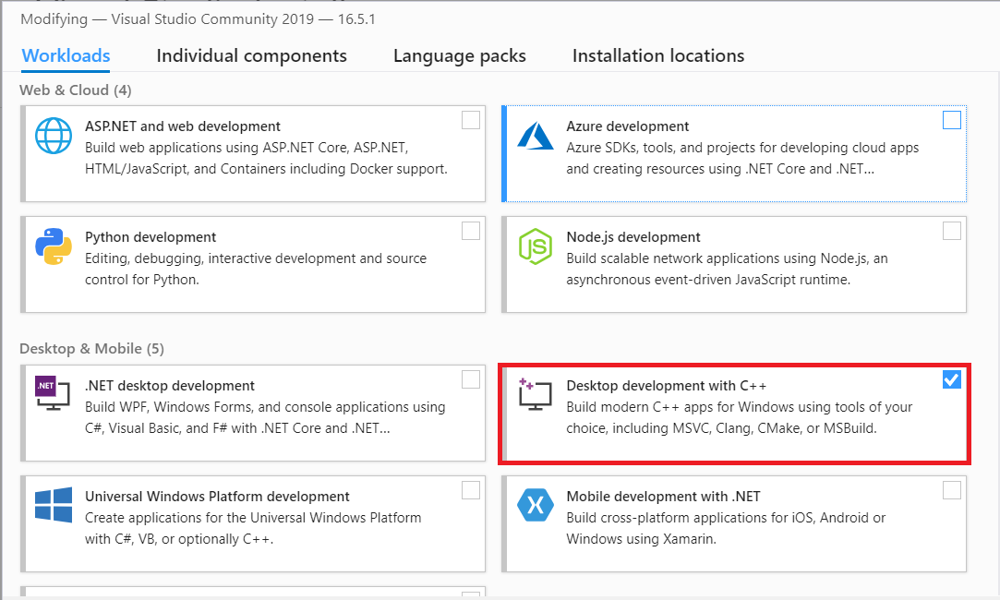 Modifying — Visual Studio Community 2019 — 16.5.1
Workloads Individual components Language packs Installation locations
Web & Cloud (4)
ASP.NET and web development
Build web applications using ASP.NET Core, ASP.NET,
HTML/JavaScript, and Containers including Docker support.
Azure development
Azure SDKs, tools, and projects for developing cloud apps
and creating resources using .NET Core and .NET...
Python development
Editing, debugging, interactive development and source
control for Python.
JS
Node.js development
Build scalable network applications using Node.js, an
asynchronous event-driven JavaScript runtime.
Desktop & Mobile (5)
.NET
.NET desktop development
Build WPF, Windows Forms, and console applications using
C#, Visual Basic, and F# with .NET Core and .NET...
Desktop development with C++
Build modern C++ apps for Windows using tools of your
choice, including MSVC, Clang, CMake, or MSBuild.
Universal Windows Platform development
Create applications for the Universal Windows Platform
with C#, VB, or optionally C++.
Mobile development with .NET
Build cross-platform applications for iOS, Android or
Windows using Xamarin.